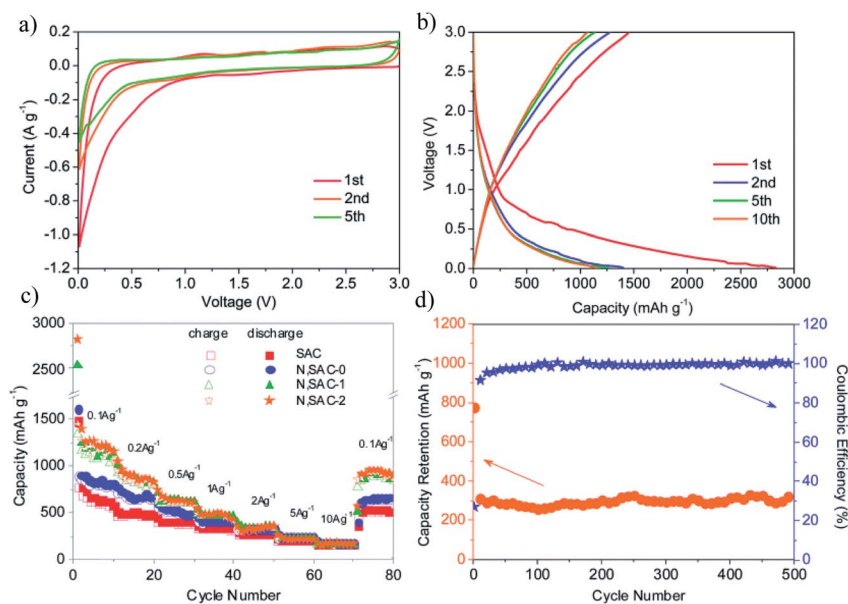 a)
0.2
0.0
-0.2
-0.4
-0.6
-0.8
-1.0
-1.2
0.0 0.5 1.0 1.5 2.0 2.5 3.0
Current (A g⁻¹)
Voltage (V)
1st
2nd
5th
b)
3.0
2.5
2.0
1.5
1.0
0.5
0.0
0 500 1000 1500 2000 2500 3000
Voltage (V)
Capacity (mAh g⁻¹)
1st
2nd
5th
10th
c)
3000
2500
1500
1000
500
0
0 20 40 60 80
Capacity (mAh g⁻¹)
Cycle Number
charge discharge
SAC
N,SAC-0
N,SAC-1
N,SAC-2
0.1Ag⁻¹
0.2Ag⁻¹
0.5Ag⁻¹
1Ag⁻¹
2Ag⁻¹
5Ag⁻¹
10Ag⁻¹
0.1Ag⁻¹
d)
1200
1000
800
600
400
200
0
0 100 200 300 400 500
Capacity Retention (mAh g⁻¹)
Cycle Number
120
100
80
60
40
20
0
Coulombic Efficiency
(%)